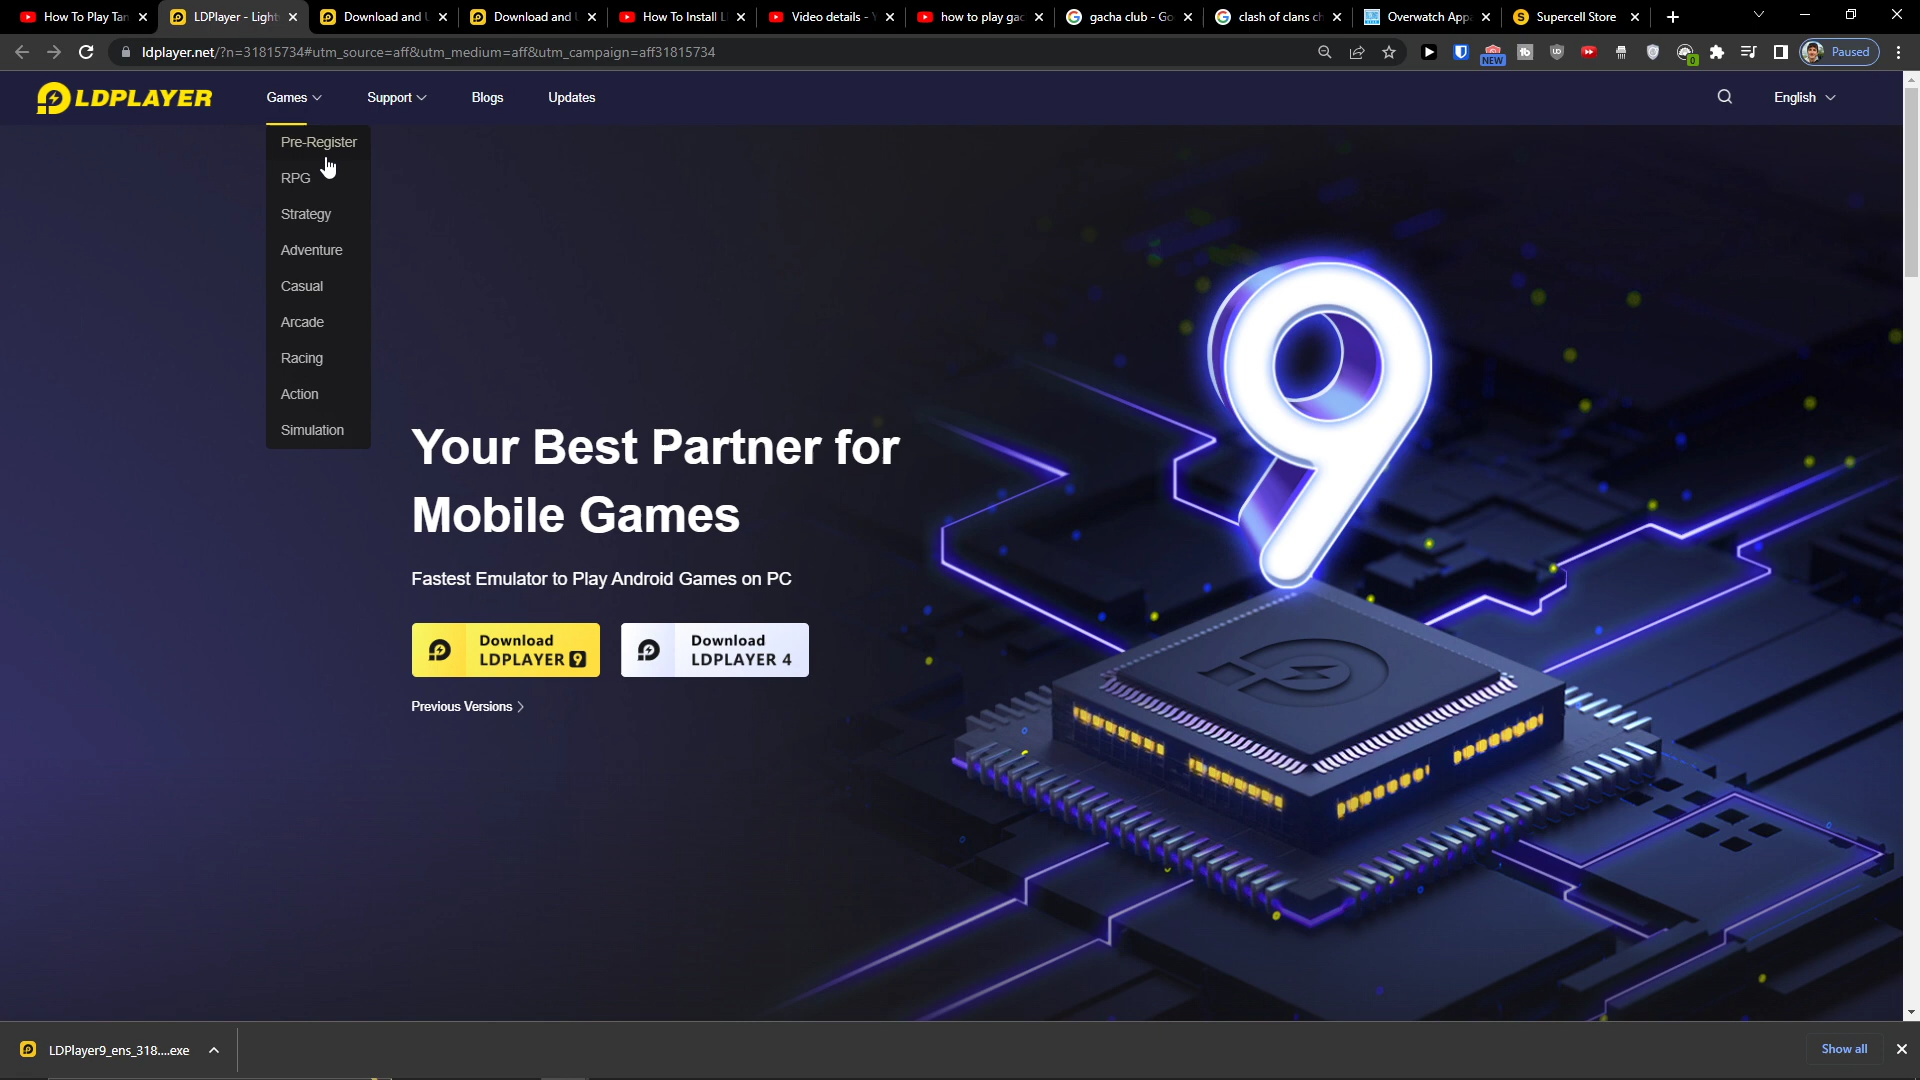 How To Play Tan
LDPlayer - Light
Download and U
Download and U
How To Install L
Video details - Y
how to play gac
gacha club - Go
clash of clans ch
Overwatch App
Supercell Store
ldplayer.net/?n=31815734#utm_source=aff&utm_medium=aff&utm_campaign=aff31815734
NEW
0
Paused
LDPLAYER
Games
Support
Blogs
Updates
English
Pre-Register
RPG
Strategy
Adventure
Casual
Arcade
Racing
Action
Simulation
Your Best Partner for
Mobile Games
Fastest Emulator to Play Android Games on PC
Download
LDPLAYER 9
Download
LDPLAYER 4
Previous Versions
9
LDPlayer9_ens_318....exe
Show all